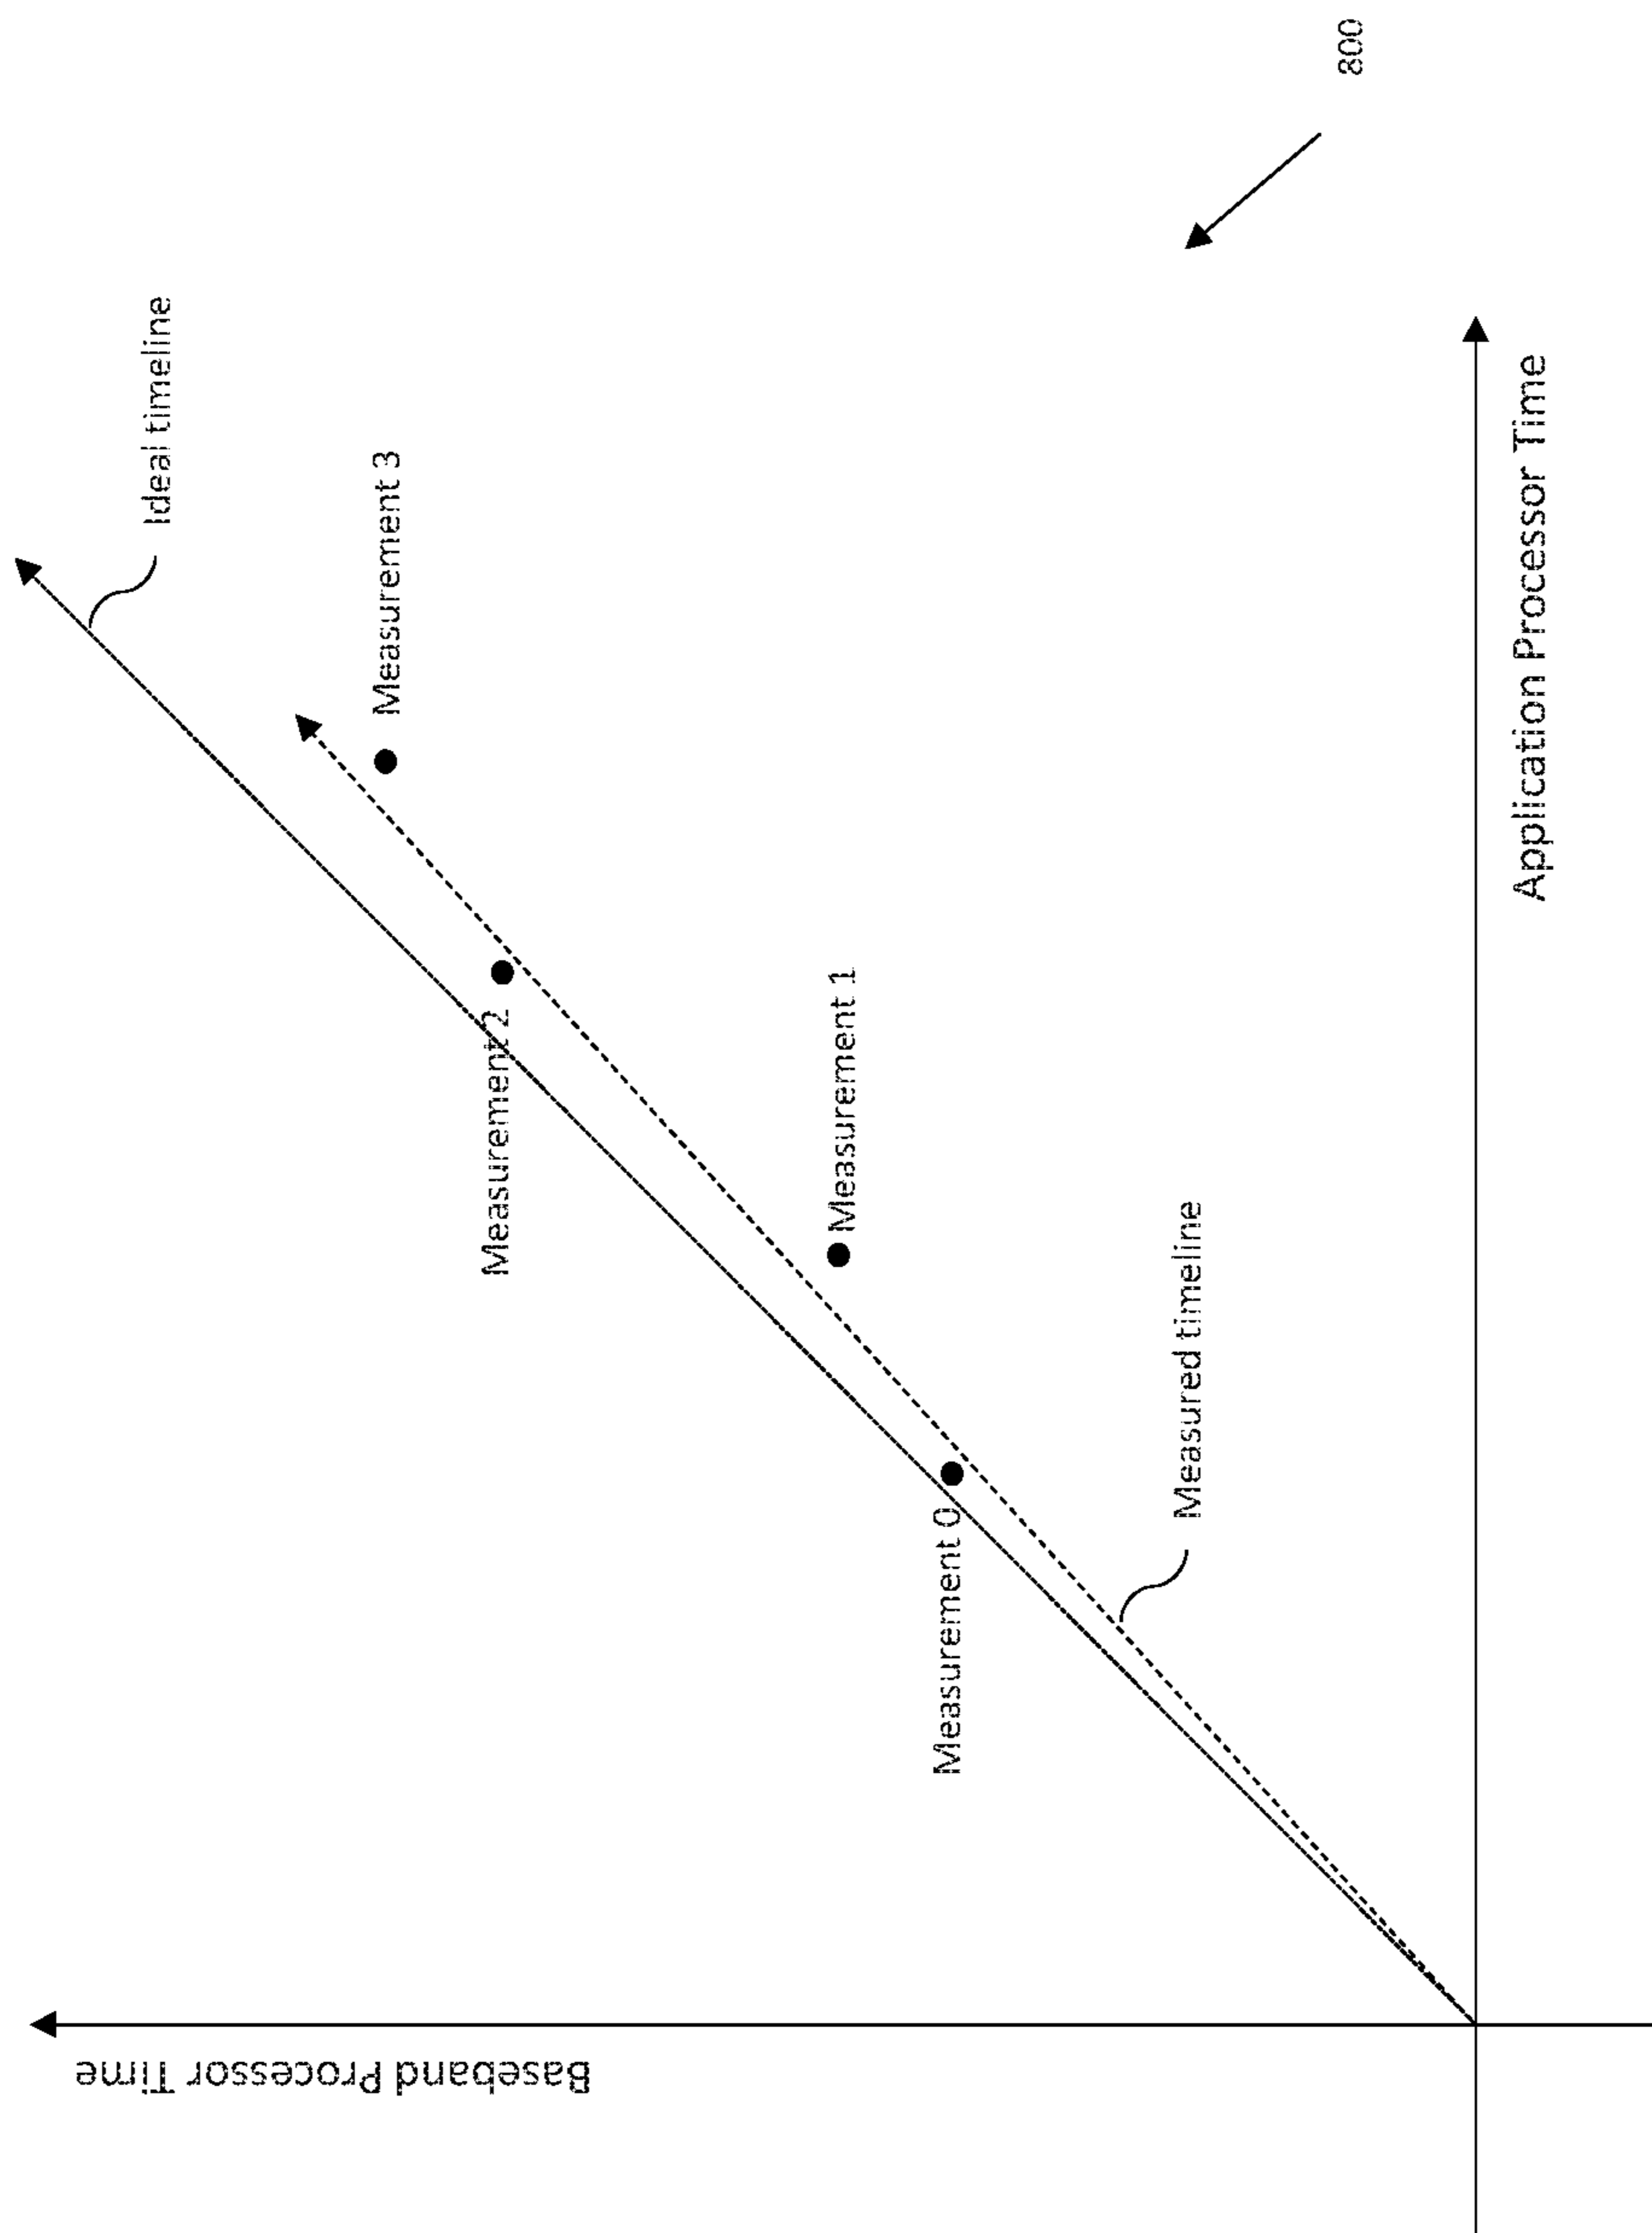 Baseband Processor Time
Ideal timeline
Measurement 3
Measurement 2
Measurement 1
Measurement 0
Measured timeline
Application Processor Time
800